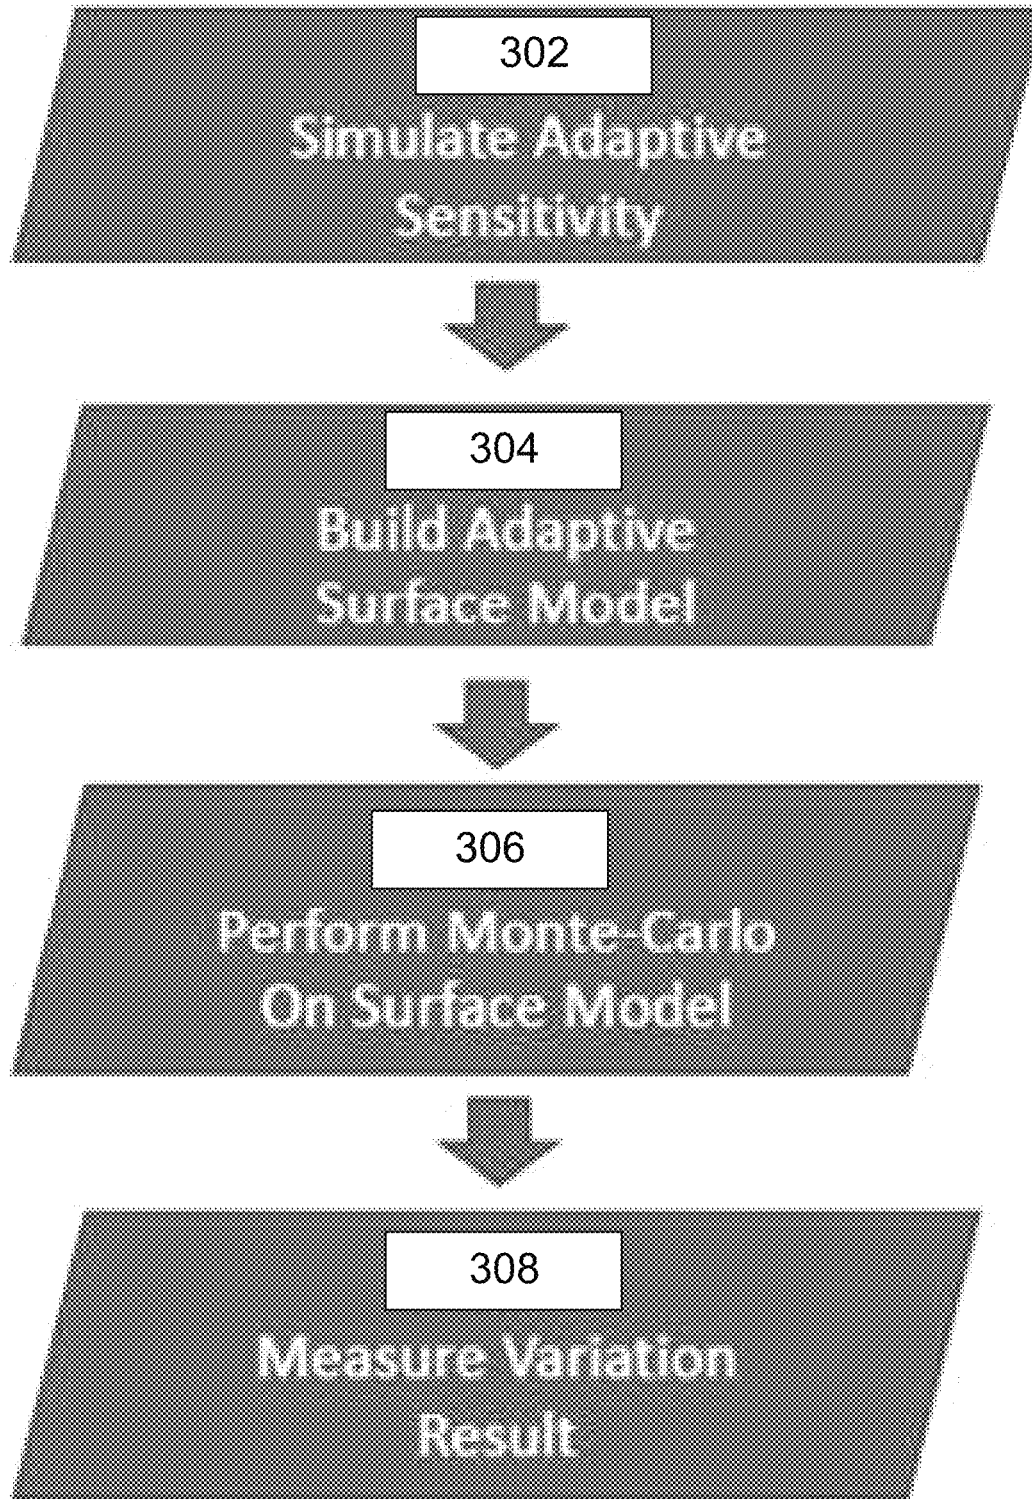 302
Simulate Adaptive
Sensitivity
304
Build Adaptive
Surface Model
306
Perform Monte-Carlo
On Surface Model
308
Measure Variation
Result